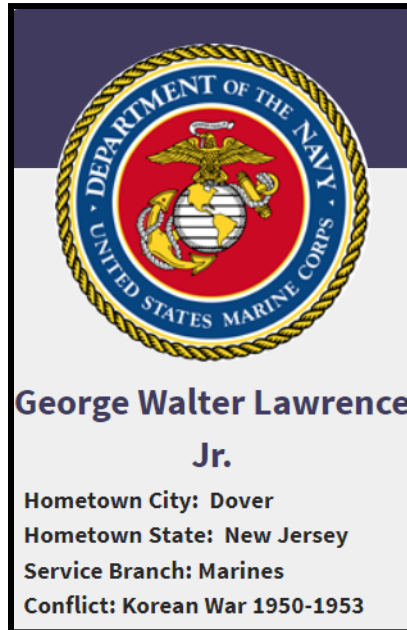 DEPARTMENT OF THE NAVY
UNITED STATES MARINE CORPS
George Walter Lawrence
Jr.
Hometown City: Dover
Hometown State: New Jersey
Service Branch: Marines
Conflict: Korean War 1950-1953